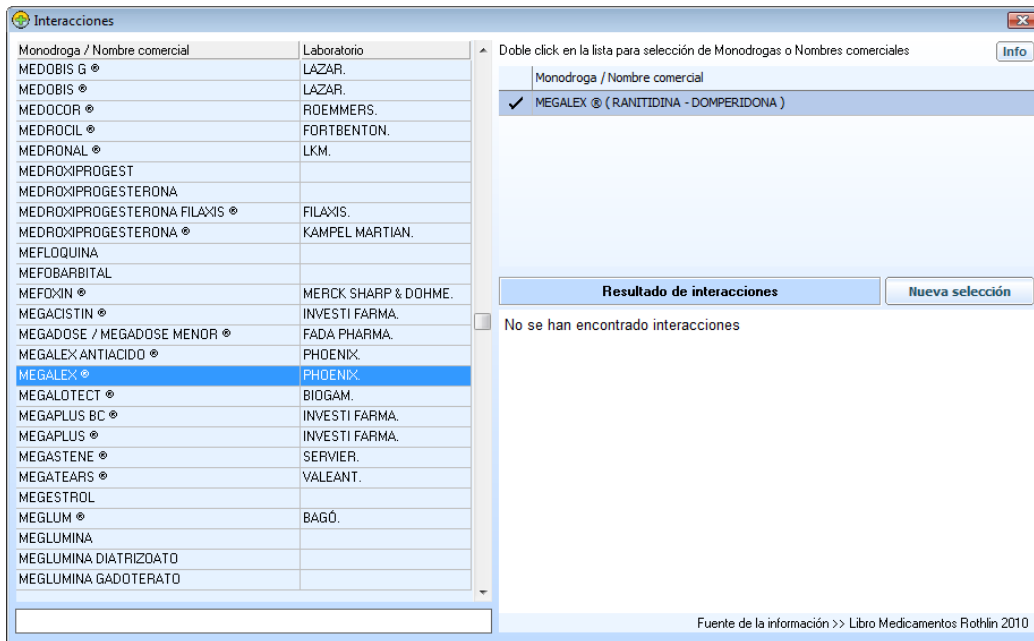 Interacciones
Monodroga / Nombre comercial Laboratorio
MEDOBIS G ® LAZAR.
MEDOBIS ® LAZAR.
MEDOCOR ® ROEMMERS.
MEDROCIL ® FORTBENTON.
MEDRONAL ® LKM.
MEDROXIPROGEST
MEDROXIPROGESTERONA
MEDROXIPROGESTERONA FILAXIS ® FILAXIS.
MEDROXIPROGESTERONA ® KAMPEL MARTIAN.
MEFLOQUINA
MEFOBARBITAL
MEFOXIN ® MERCK SHARP & DOHME.
MEGACISTIN ® INVESTI FARMA.
MEGADOSE / MEGADOSE MENOR ® FADA PHARMA.
MEGALEX ANTIACIDO ® PHOENIX.
MEGALEX ® PHOENIX.
MEGALOTECT ® BIOGAM.
MEGAPLUS BC ® INVESTI FARMA.
MEGAPLUS ® INVESTI FARMA.
MEGASTENE ® SERVIER.
MEGATEARS ® VALEANT.
MEGESTROL
MEGLUM ® BAGÓ.
MEGLUMINA
MEGLUMINA DIATRIZOATO
MEGLUMINA GADOTERATO
Doble click en la lista para selección de Monodrogas o Nombres comerciales Info
Monodroga / Nombre comercial
MEGALEX ® ( RANITIDINA - DOMPERIDONA )
Resultado de interacciones Nueva selección
No se han encontrado interacciones
Fuente de la información >> Libro Medicamentos Rothlin 2010